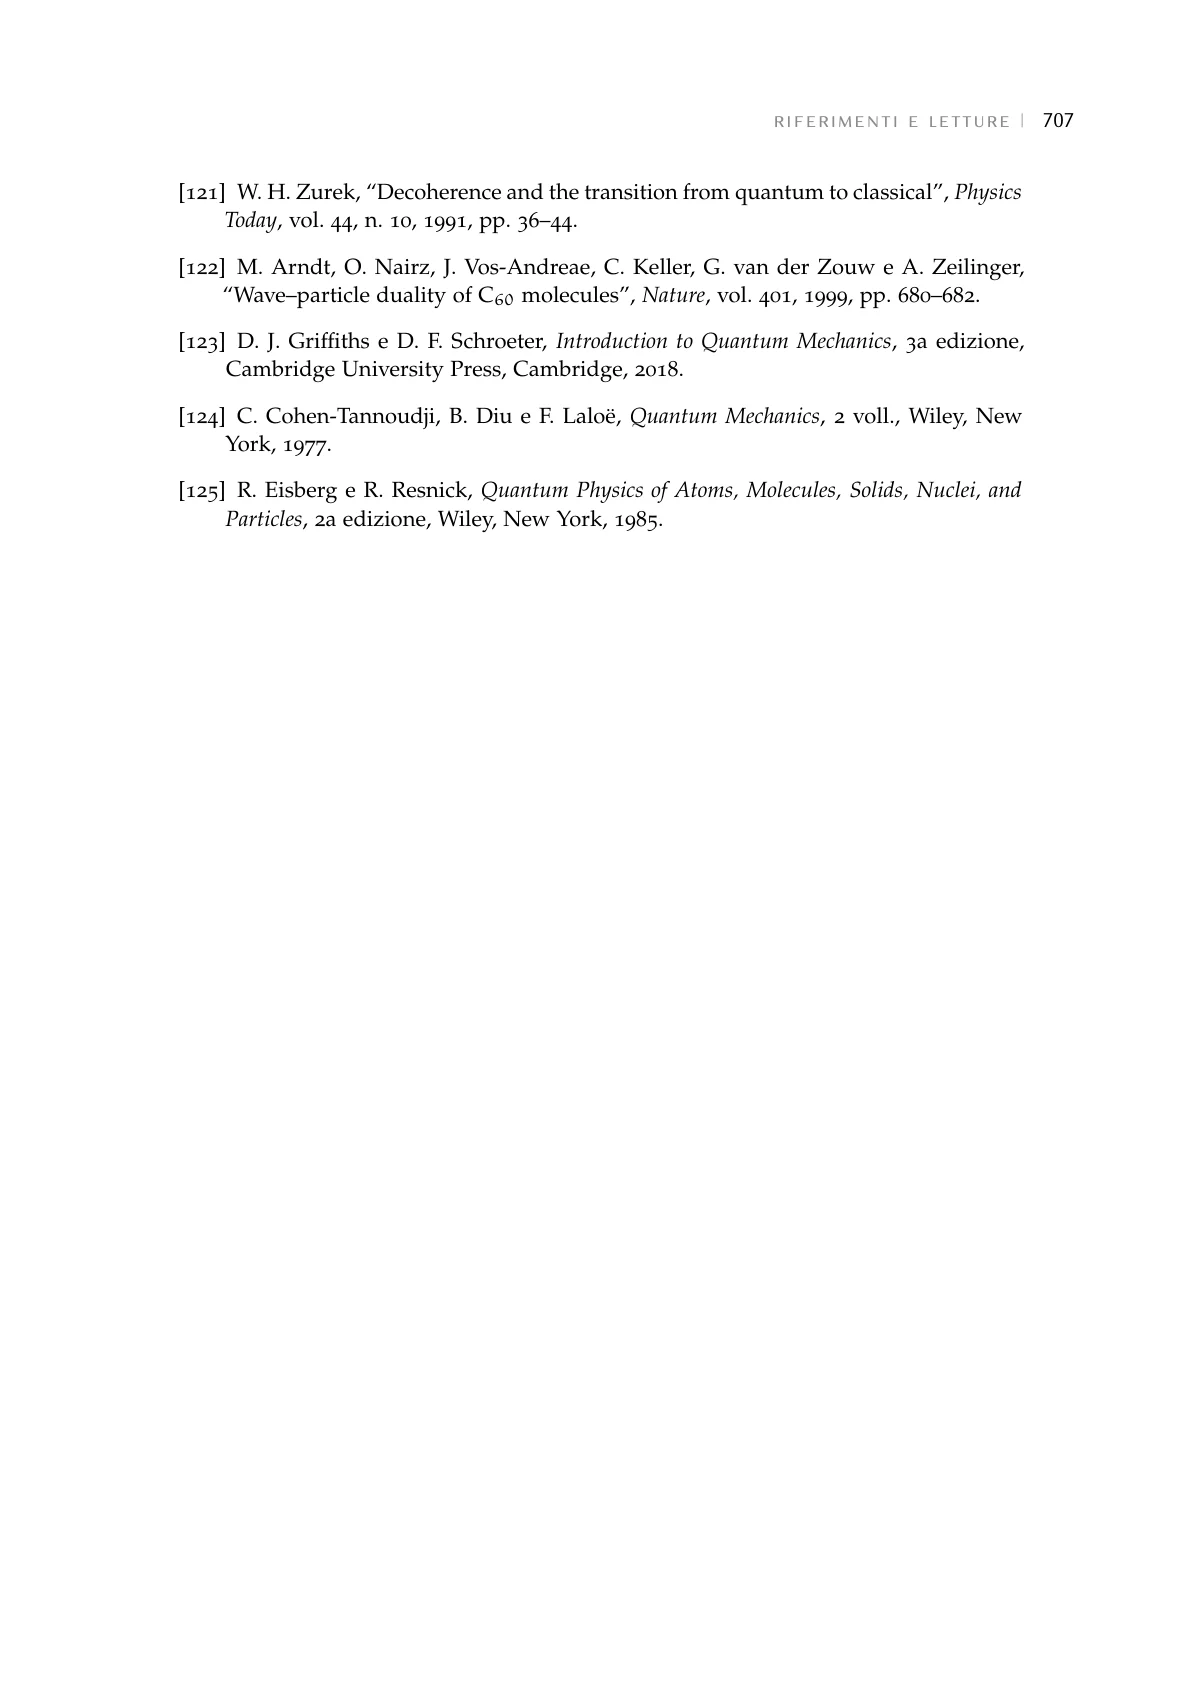 RIFERIMENTI E LETTURE | 707
[121] W. H. Zurek, “Decoherence and the transition from quantum to classical”, Physics
Today, vol. 44, n. 10, 1991, pp. 36–44.
[122] M. Arndt, O. Nairz, J. Vos-Andreae, C. Keller, G. van der Zouw e A. Zeilinger,
“Wave–particle duality of C₆₀ molecules”, Nature, vol. 401, 1999, pp. 680–682.
[123] D. J. Griffiths e D. F. Schroeter, Introduction to Quantum Mechanics, 3a edizione,
Cambridge University Press, Cambridge, 2018.
[124] C. Cohen-Tannoudji, B. Diu e F. Laloë, Quantum Mechanics, 2 voll., Wiley, New
York, 1977.
[125] R. Eisberg e R. Resnick, Quantum Physics of Atoms, Molecules, Solids, Nuclei, and
Particles, 2a edizione, Wiley, New York, 1985.